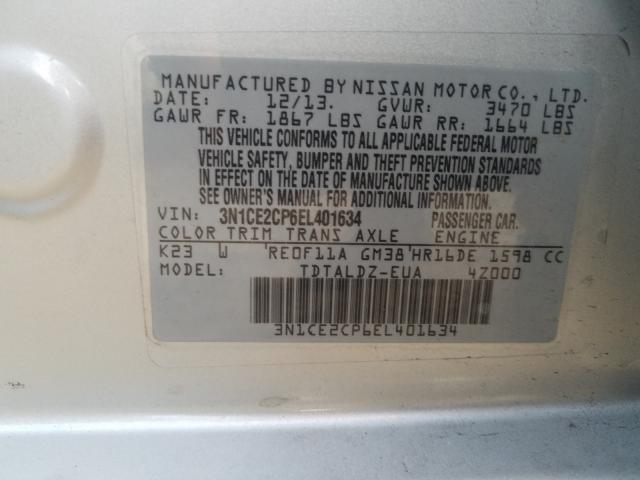 MANUFACTURED BY NISSAN MOTOR CO., LTD.
DATE: 12/13. GVWR: 3470 LBS
GAWR FR: 1867 LBS GAWR RR: 1664 LBS
THIS VEHICLE CONFORMS TO ALL APPLICABLE FEDERAL MOTOR
VEHICLE SAFETY, BUMPER AND THEFT PREVENTION STANDARDS
IN EFFECT ON THE DATE OF MANUFACTURE SHOWN ABOVE.
SEE OWNER'S MANUAL FOR ADDITIONAL INFORMATION.
VIN: 3N1CE2CP6EL401634 PASSENGER CAR.
COLOR TRIM TRANS AXLE ENGINE
K23 W 'RE0F11A GM38'HR16DE 1598 CC
MODEL: TDTALDZ-EUA 4Z000
3N1CE2CP6EL401634